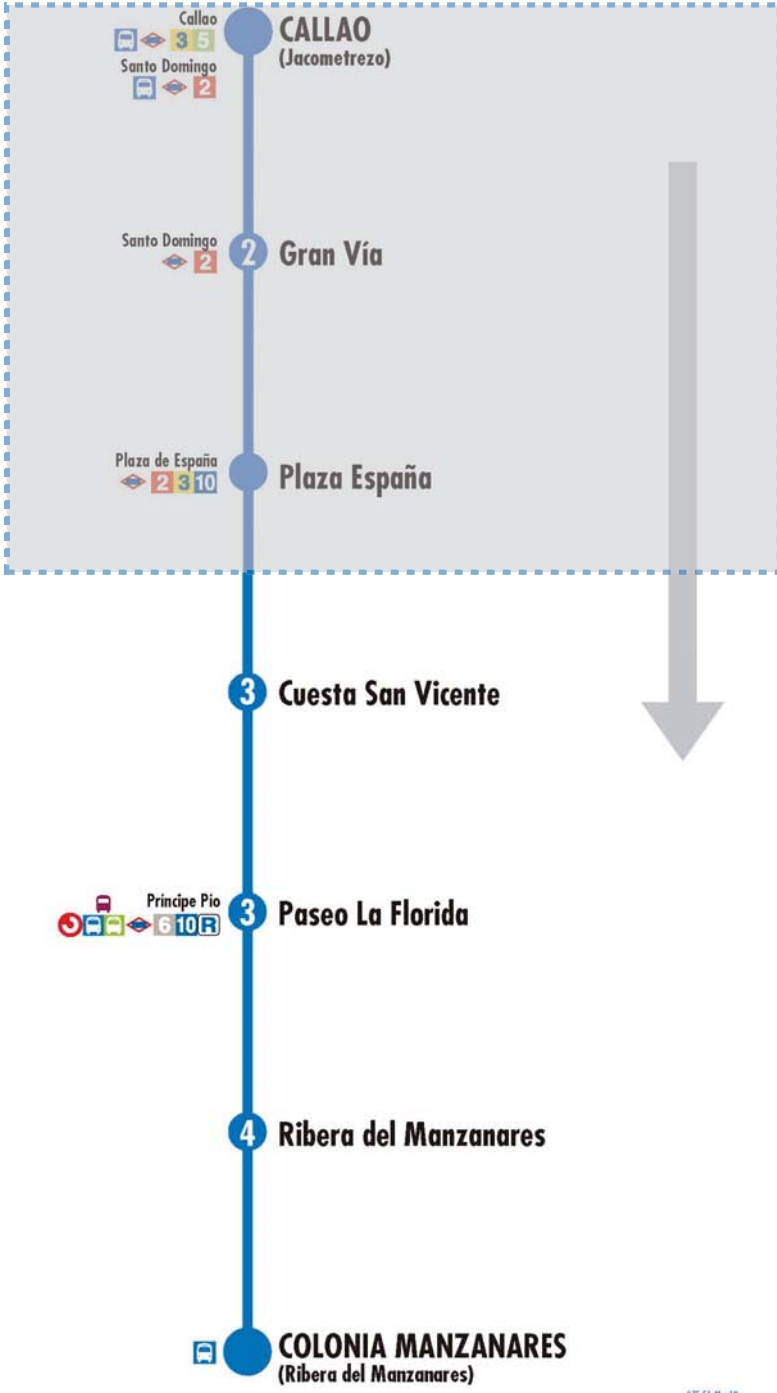 Callao
3 5
CALLAO
(Jacometrezo)
Santo Domingo
2
Santo Domingo
2
2 Gran Vía
Plaza de España
2 3 10
Plaza España
3 Cuesta San Vicente
Principe Pio
6 10 R
3 Paseo La Florida
4 Ribera del Manzanares
COLONIA MANZANARES
(Ribera del Manzanares)